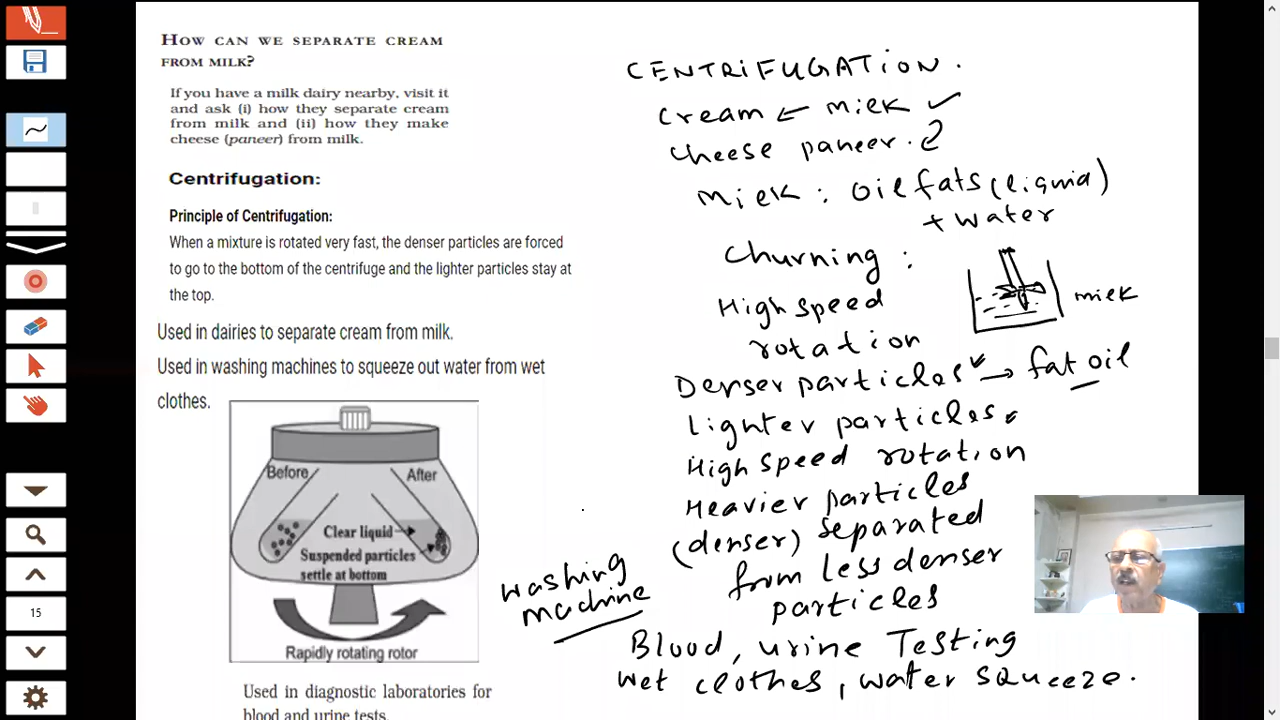 HOW CAN WE SEPARATE CREAM
FROM MILK?
If you have a milk dairy nearby, visit it
and ask (i) how they separate cream
from milk and (ii) how they make
cheese (paneer) from milk.
Centrifugation:
Principle of Centrifugation:
When a mixture is rotated very fast, the denser particles are forced
to go to the bottom of the centrifuge and the lighter particles stay at
the top.
Used in dairies to separate cream from milk.
Used in washing machines to squeeze out water from wet
clothes.
Before
After
Clear liquid
Suspended particles
settle at bottom
Rapidly rotating rotor
Used in diagnostic laboratories for
blood and urine tests.
CENTRIFUGATION.
Cream ← milk ✓
Cheese paneer.
milk : oil fats (liquid)
+ water
Churning :
High speed
rotation
milk
Denser particles → fat oil
Lighter particles
High speed rotation
Heavier particles
(denser) separated
from less denser
particles
washing
machine
Blood, urine Testing
Wet clothes, water squeeze.
15